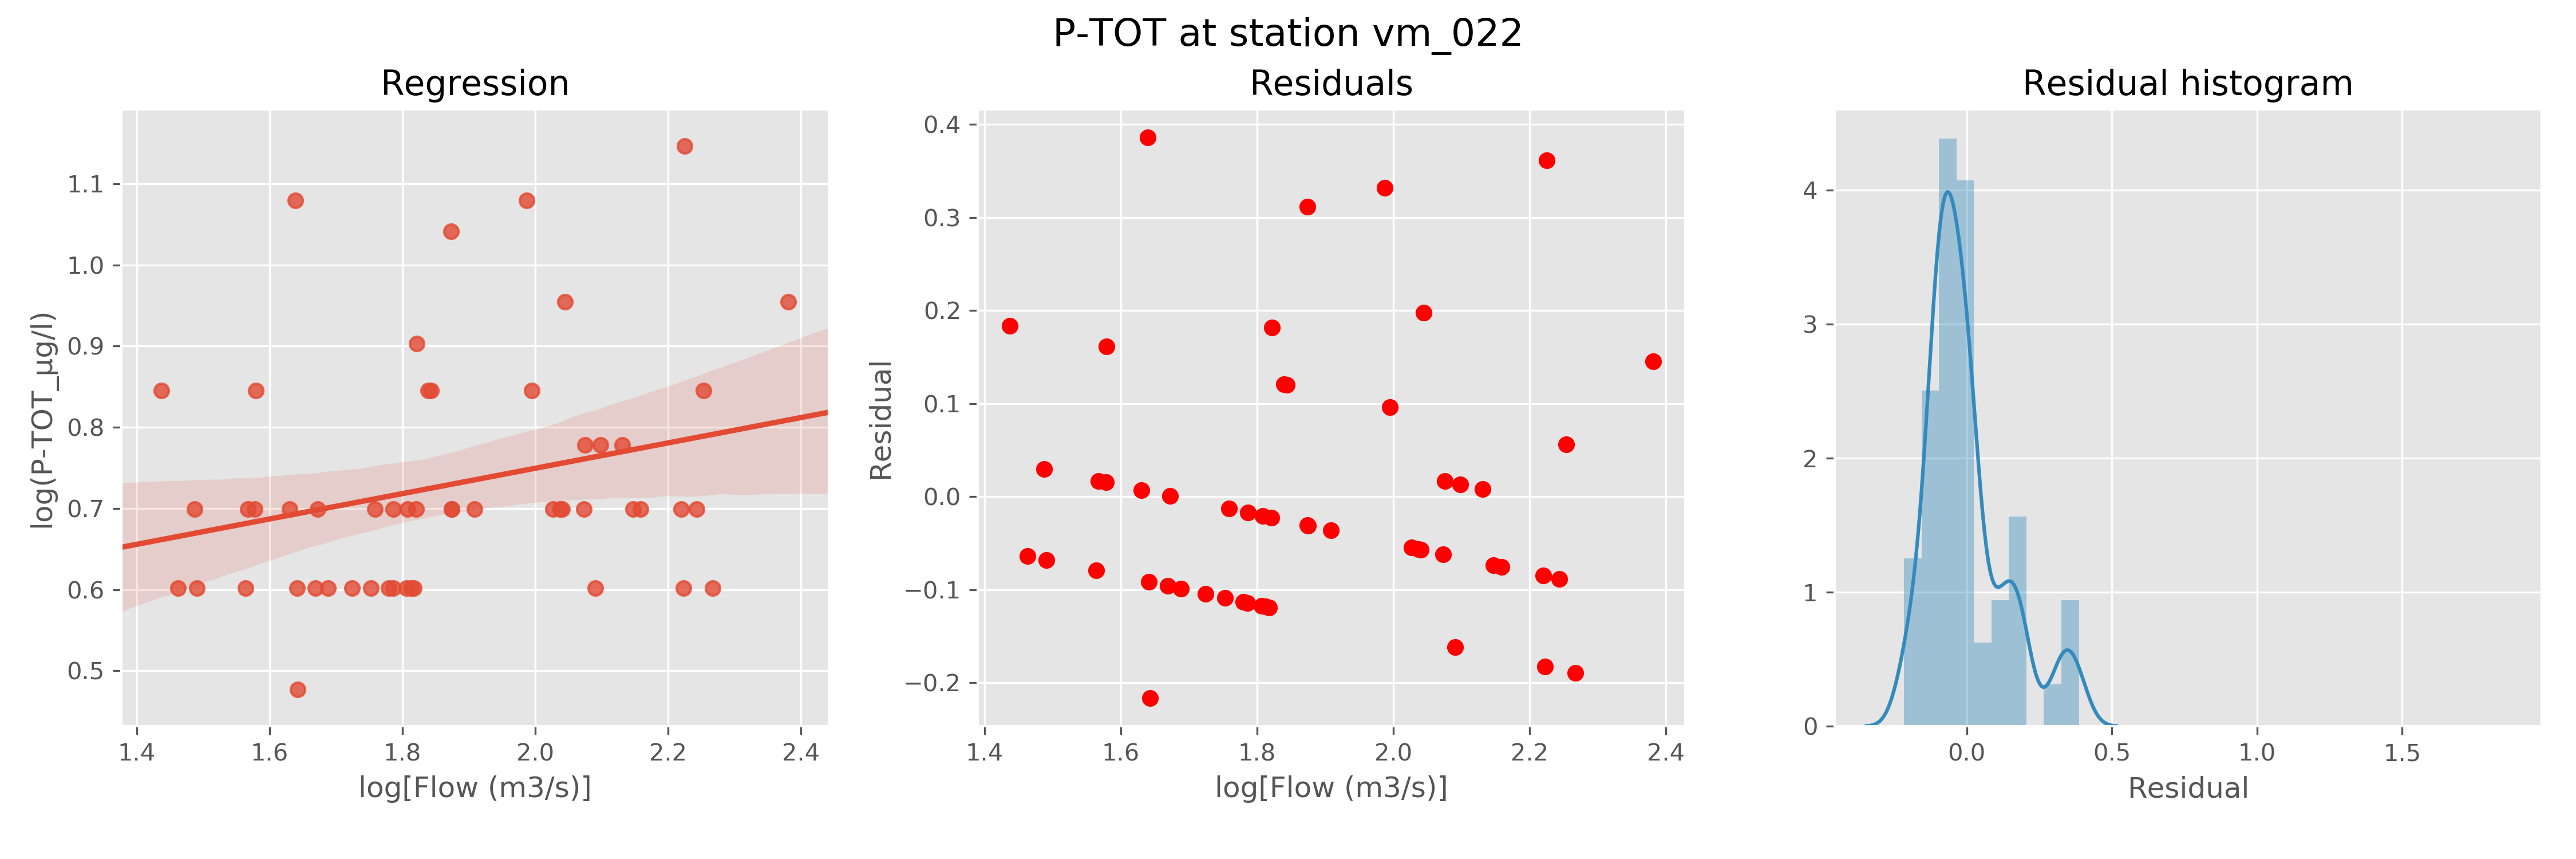 P-TOT at station vm_022
Regression
1.1
1.0
0.9
0.8
0.7
0.6
0.5
log(P-TOT_µg/l)
1.4 1.6 1.8 2.0 2.2 2.4
log[Flow (m3/s)]
Residuals
0.4
0.3
0.2
0.1
0.0
−0.1
−0.2
Residual
1.4 1.6 1.8 2.0 2.2 2.4
log[Flow (m3/s)]
Residual histogram
4
3
2
1
0
0.0 0.5 1.0 1.5
Residual